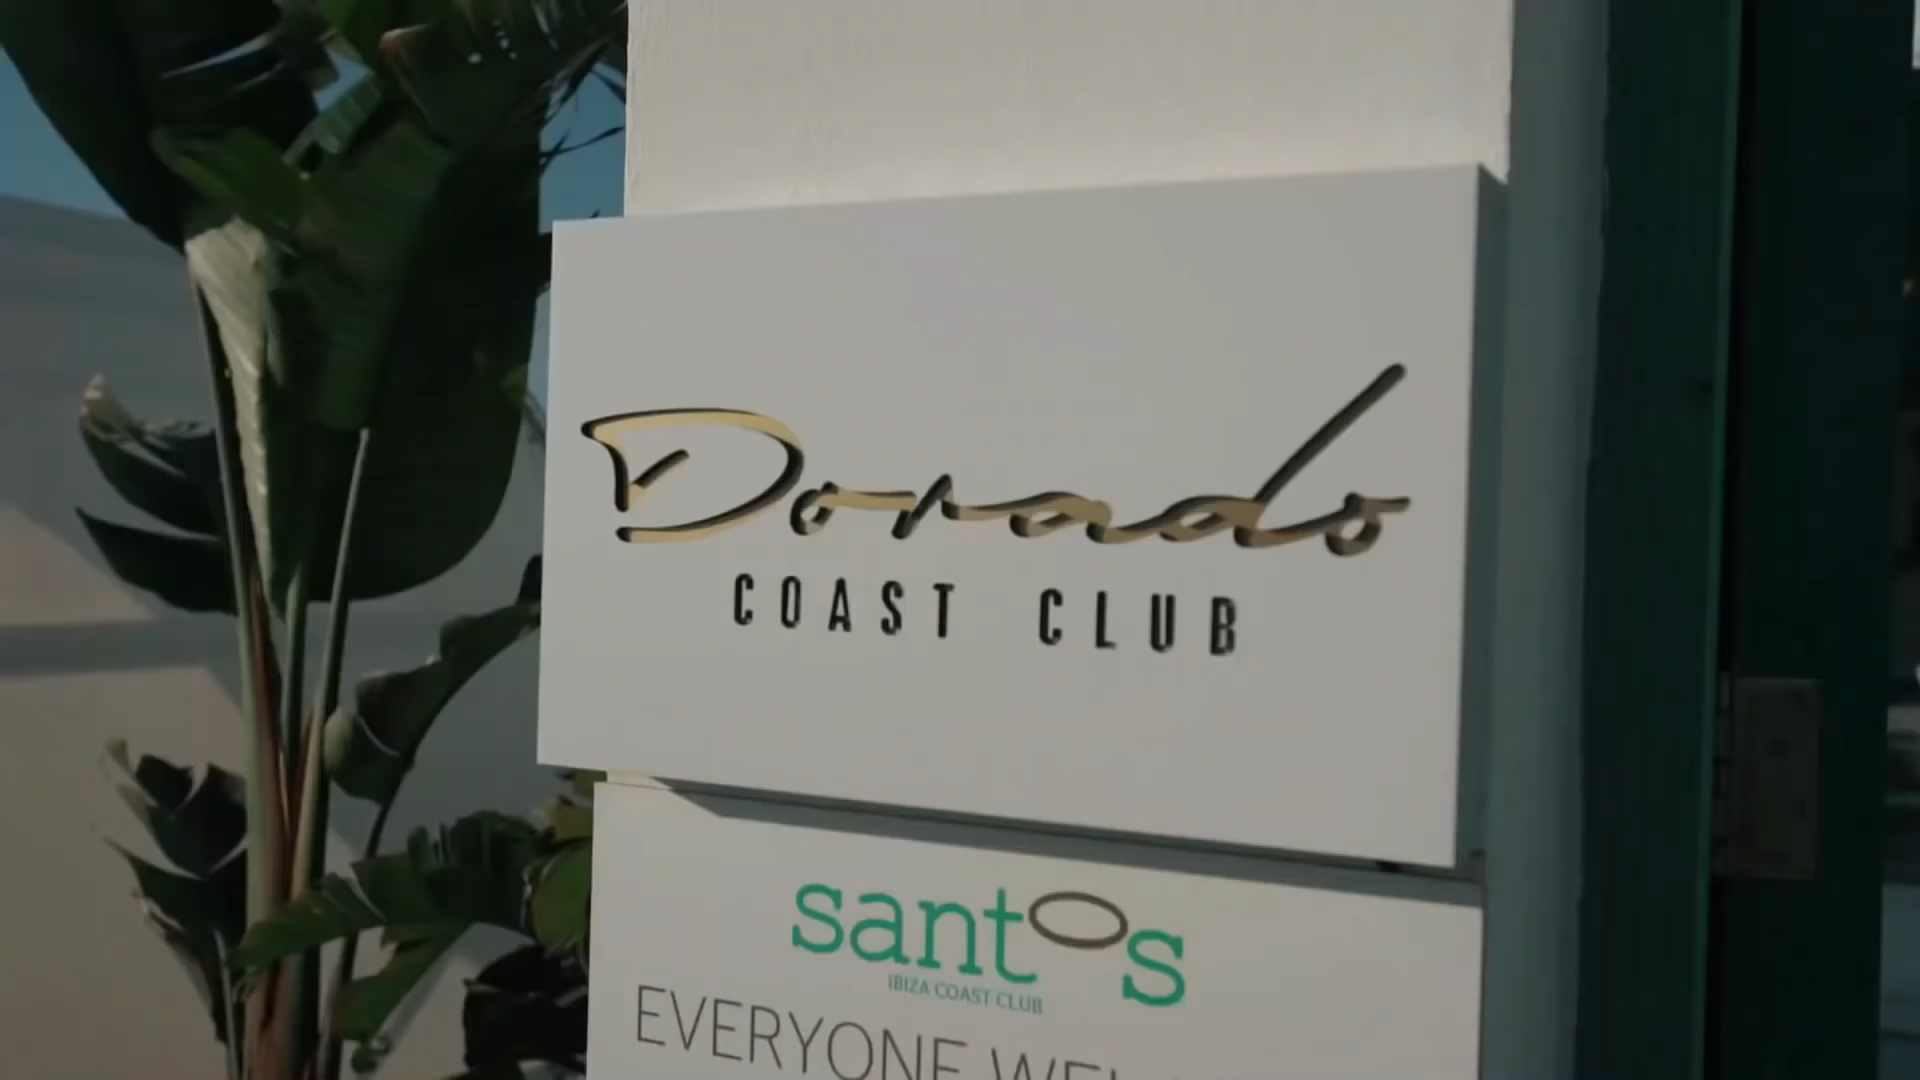 Dorado
COAST CLUB
santos
IBIZA COAST CLUB
EVERYONE